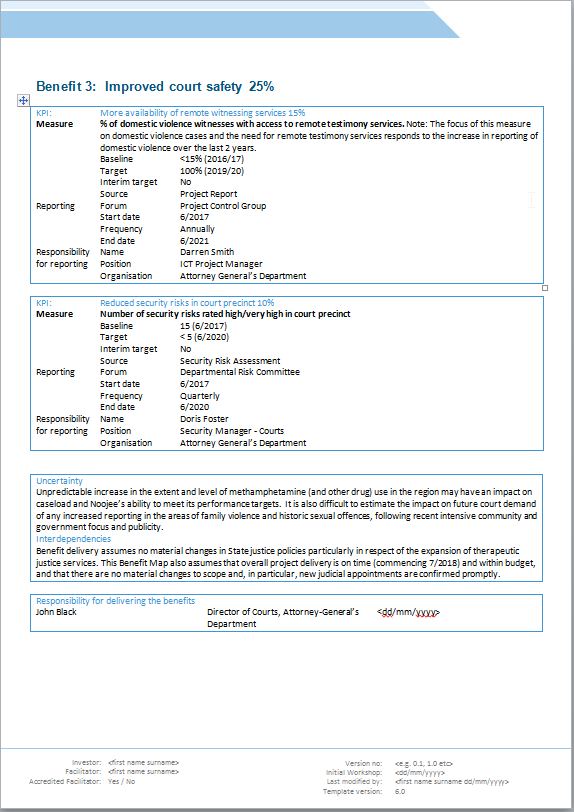 Benefit 3: Improved court safety 25%
KPI: More availability of remote witnessing services 15%
Measure % of domestic violence witnesses with access to remote testimony services. Note: The focus of this measure
on domestic violence cases and the need for remote testimony services responds to the increase in reporting of
domestic violence over the last 2 years.
Baseline <15% (2016/17)
Target 100% (2019/20)
Interim target No
Source Project Report
Reporting Forum Project Control Group
Start date 6/2017
Frequency Annually
End date 6/2021
Responsibility Name Darren Smith
for reporting Position ICT Project Manager
Organisation Attorney General's Department
KPI: Reduced security risks in court precinct 10%
Measure Number of security risks rated high/very high in court precinct
Baseline 15 (6/2017)
Target < 5 (6/2020)
Interim target No
Source Security Risk Assessment
Reporting Forum Departmental Risk Committee
Start date 6/2017
Frequency Quarterly
End date 6/2020
Responsibility Name Doris Foster
for reporting Position Security Manager - Courts
Organisation Attorney General's Department
Uncertainty
Unpredictable increase in the extent and level of methamphetamine (and other drug) use in the region may have an impact on
caseload and Noojee's ability to meet its performance targets. It is also difficult to estimate the impact on future court demand
of any increased reporting in the areas of family violence and historic sexual offences, following recent intensive community and
government focus and publicity.
Interdependencies
Benefit delivery assumes no material changes in State justice policies particularly in respect of the expansion of therapeutic
justice services. This Benefit Map also assumes that overall project delivery is on time (commencing 7/2018) and within budget,
and that there are no material changes to scope and, in particular, new judicial appointments are confirmed promptly.
Responsibility for delivering the benefits
John Black Director of Courts, Attorney-General's <dd/mm/yyyy>
Department
Investor: <first name surname> Version no: <e.g. 0.1, 1.0 etc>
Facilitator: <first name surname> Initial Workshop: <dd/mm/yyyy>
Accredited Facilitator: Yes / No Last modified by: <first name surname dd/mm/yyyy>
Template version: 6.0